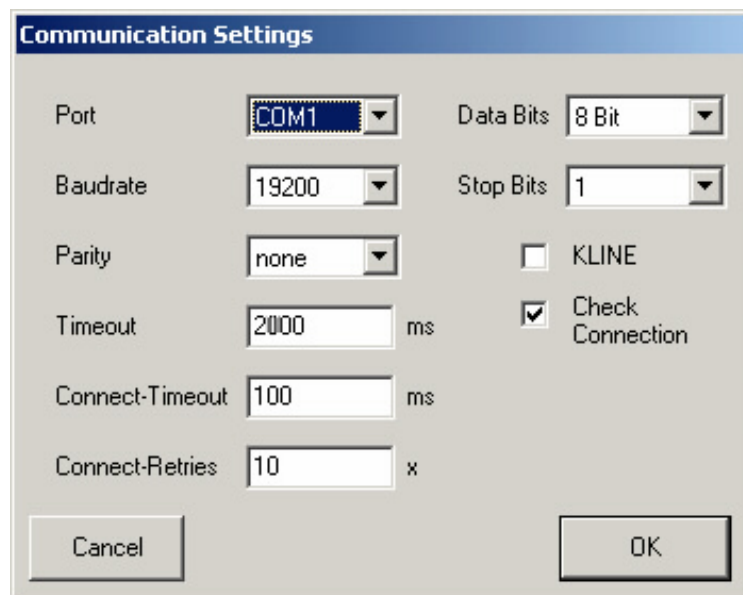 Communication Settings
Port COM1 Data Bits 8 Bit
Baudrate 19200 Stop Bits 1
Parity none KLINE
Timeout 2000 ms Check
Connection
Connect-Timeout 100 ms
Connect-Retries 10 x
Cancel OK